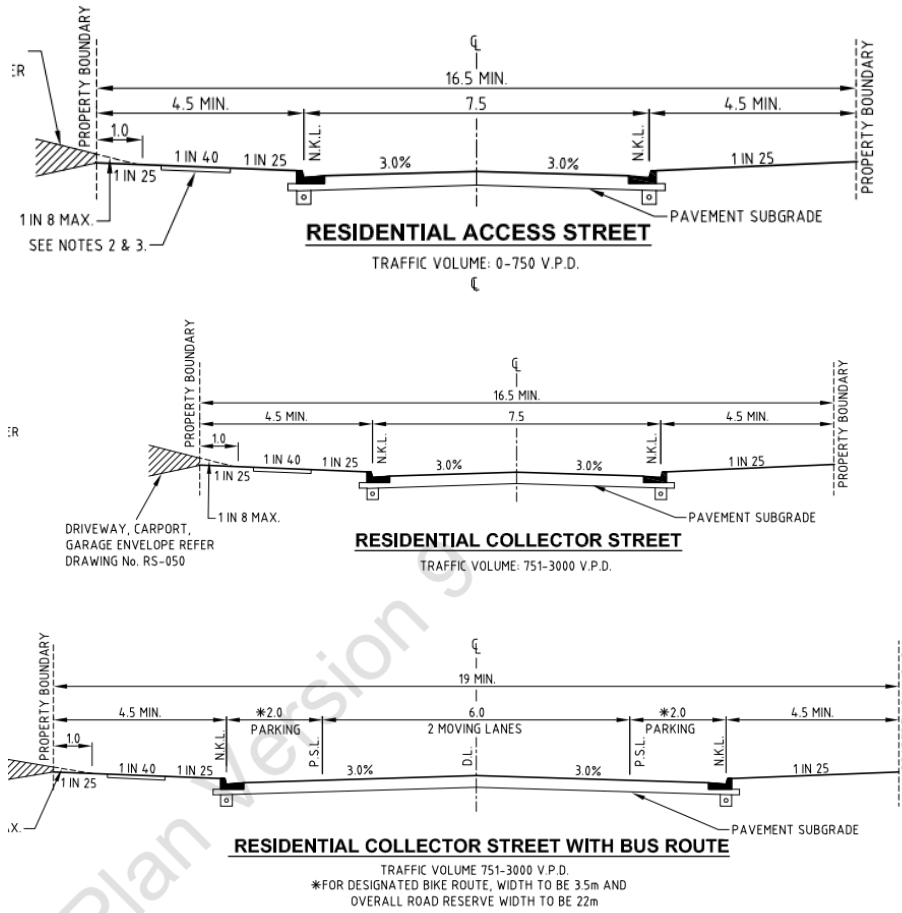 ℄
PROPERTY BOUNDARY
16.5 MIN.
4.5 MIN.
7.5
4.5 MIN.
ER
1.0
N.K.L.
N.K.L.
PROPERTY BOUNDARY
1 IN 40
1 IN 25
3.0%
3.0%
1 IN 25
1 IN 25
1 IN 8 MAX.
SEE NOTES 2 & 3.
PAVEMENT SUBGRADE
RESIDENTIAL ACCESS STREET
TRAFFIC VOLUME: 0-750 V.P.D.
℄
℄
PROPERTY BOUNDARY
16.5 MIN.
4.5 MIN.
7.5
4.5 MIN.
ER
1.0
N.K.L.
N.K.L.
PROPERTY BOUNDARY
1 IN 40
1 IN 25
3.0%
3.0%
1 IN 25
1 IN 25
1 IN 8 MAX.
DRIVEWAY, CARPORT,
GARAGE ENVELOPE REFER
DRAWING No. RS-050
PAVEMENT SUBGRADE
RESIDENTIAL COLLECTOR STREET
TRAFFIC VOLUME: 751-3000 V.P.D.
℄
PROPERTY BOUNDARY
19 MIN.
4.5 MIN.
*2.0
PARKING
6.0
2 MOVING LANES
*2.0
PARKING
4.5 MIN.
1.0
N.K.L.
P.S.L.
D.L.
P.S.L.
N.K.L.
1 IN 40
1 IN 25
3.0%
3.0%
1 IN 25
1 IN 25
X.
PAVEMENT SUBGRADE
RESIDENTIAL COLLECTOR STREET WITH BUS ROUTE
TRAFFIC VOLUME 751-3000 V.P.D.
*FOR DESIGNATED BIKE ROUTE, WIDTH TO BE 3.5m AND
OVERALL ROAD RESERVE WIDTH TO BE 22m
Plan Version 9